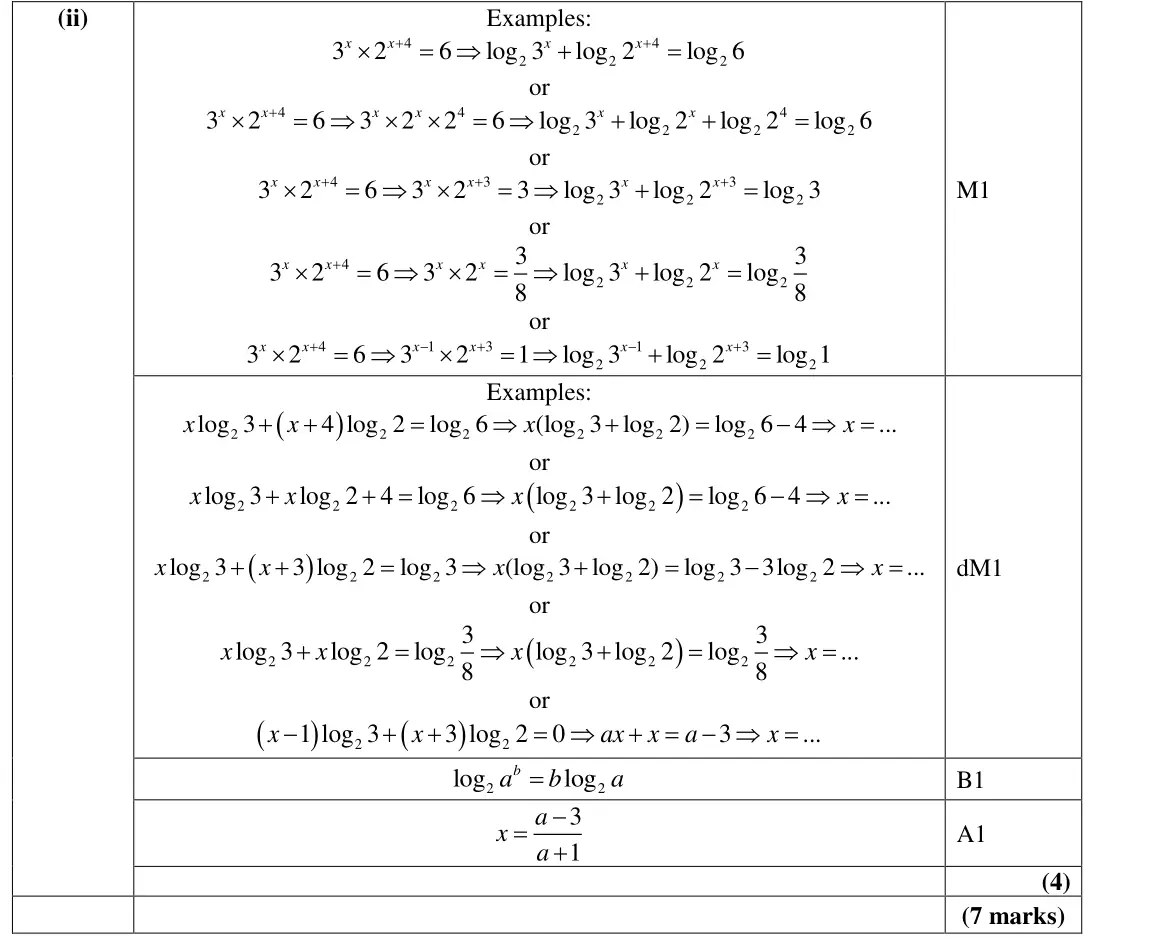 (ii)
Examples:
3^x × 2^{x+4} = 6 ⇒ log_2 3^x + log_2 2^{x+4} = log_2 6
or
3^x × 2^{x+4} = 6 ⇒ 3^x × 2^x × 2^4 = 6 ⇒ log_2 3^x + log_2 2^x + log_2 2^4 = log_2 6
or
3^x × 2^{x+4} = 6 ⇒ 3^x × 2^{x+3} = 3 ⇒ log_2 3^x + log_2 2^{x+3} = log_2 3
M1
or
3^x × 2^{x+4} = 6 ⇒ 3^x × 2^x = 3/8 ⇒ log_2 3^x + log_2 2^x = log_2 3/8
or
3^x × 2^{x+4} = 6 ⇒ 3^{x−1} × 2^{x+3} = 1 ⇒ log_2 3^{x−1} + log_2 2^{x+3} = log_2 1
Examples:
x log_2 3 + (x + 4) log_2 2 = log_2 6 ⇒ x(log_2 3 + log_2 2) = log_2 6 − 4 ⇒ x = ...
or
x log_2 3 + x log_2 2 + 4 = log_2 6 ⇒ x(log_2 3 + log_2 2) = log_2 6 − 4 ⇒ x = ...
or
x log_2 3 + (x + 3) log_2 2 = log_2 3 ⇒ x(log_2 3 + log_2 2) = log_2 3 − 3 log_2 2 ⇒ x = ...
dM1
or
x log_2 3 + x log_2 2 = log_2 3/8 ⇒ x(log_2 3 + log_2 2) = log_2 3/8 ⇒ x = ...
or
(x − 1) log_2 3 + (x + 3) log_2 2 = 0 ⇒ ax + x = a − 3 ⇒ x = ...
log_2 a^b = b log_2 a
B1
x = (a − 3)/(a + 1)
A1
(4)
(7 marks)